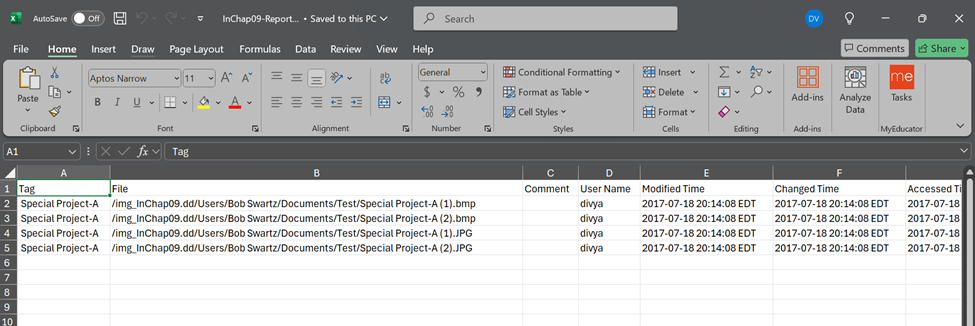 AutoSave Off InChap09-Report... • Saved to this PC Search DV
File Home Insert Draw Page Layout Formulas Data Review View Help Comments Share
Paste Aptos Narrow 11 A^ A˅ ab General Conditional Formatting Insert Σ AZ me
B I U A $ % , Format as Table Delete Add-ins Analyze Data Tasks
Cell Styles Format
Clipboard Font Alignment Number Styles Cells Editing Add-ins MyEducator
A1 fx Tag
A B C D E F
1 Tag File Comment User Name Modified Time Changed Time Accessed Ti
2 Special Project-A /img_InChap09.dd/Users/Bob Swartz/Documents/Test/Special Project-A (1).bmp divya 2017-07-18 20:14:08 EDT 2017-07-18 20:14:08 EDT 2017-07-18
3 Special Project-A /img_InChap09.dd/Users/Bob Swartz/Documents/Test/Special Project-A (2).bmp divya 2017-07-18 20:14:08 EDT 2017-07-18 20:14:08 EDT 2017-07-18
4 Special Project-A /img_InChap09.dd/Users/Bob Swartz/Documents/Test/Special Project-A (1).JPG divya 2017-07-18 20:14:08 EDT 2017-07-18 20:14:08 EDT 2017-07-18
5 Special Project-A /img_InChap09.dd/Users/Bob Swartz/Documents/Test/Special Project-A (2).JPG divya 2017-07-18 20:14:08 EDT 2017-07-18 20:14:08 EDT 2017-07-18
6
7
8
9
10